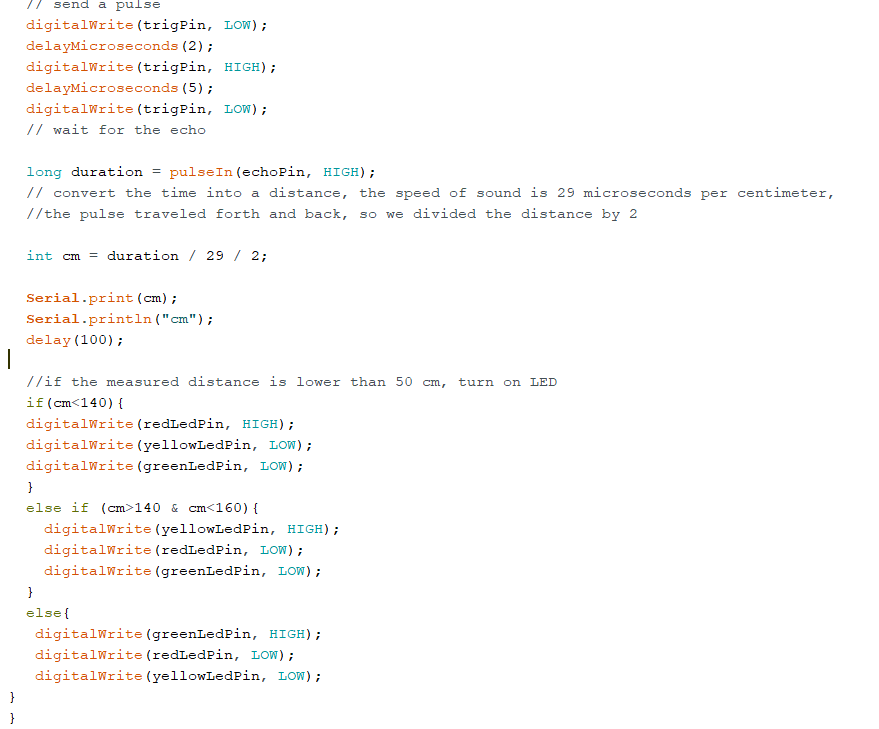 // send a pulse
digitalWrite(trigPin, LOW);
delayMicroseconds(2);
digitalWrite(trigPin, HIGH);
delayMicroseconds(5);
digitalWrite(trigPin, LOW);
// wait for the echo
long duration = pulseIn(echoPin, HIGH);
// convert the time into a distance, the speed of sound is 29 microseconds per centimeter,
//the pulse traveled forth and back, so we divided the distance by 2
int cm = duration / 29 / 2;
Serial.print(cm);
Serial.println("cm");
delay(100);
//if the measured distance is lower than 50 cm, turn on LED
if(cm<140){
digitalWrite(redLedPin, HIGH);
digitalWrite(yellowLedPin, LOW);
digitalWrite(greenLedPin, LOW);
}
else if (cm>140 & cm<160){
digitalWrite(yellowLedPin, HIGH);
digitalWrite(redLedPin, LOW);
digitalWrite(greenLedPin, LOW);
}
else{
digitalWrite(greenLedPin, HIGH);
digitalWrite(redLedPin, LOW);
digitalWrite(yellowLedPin, LOW);
}
}